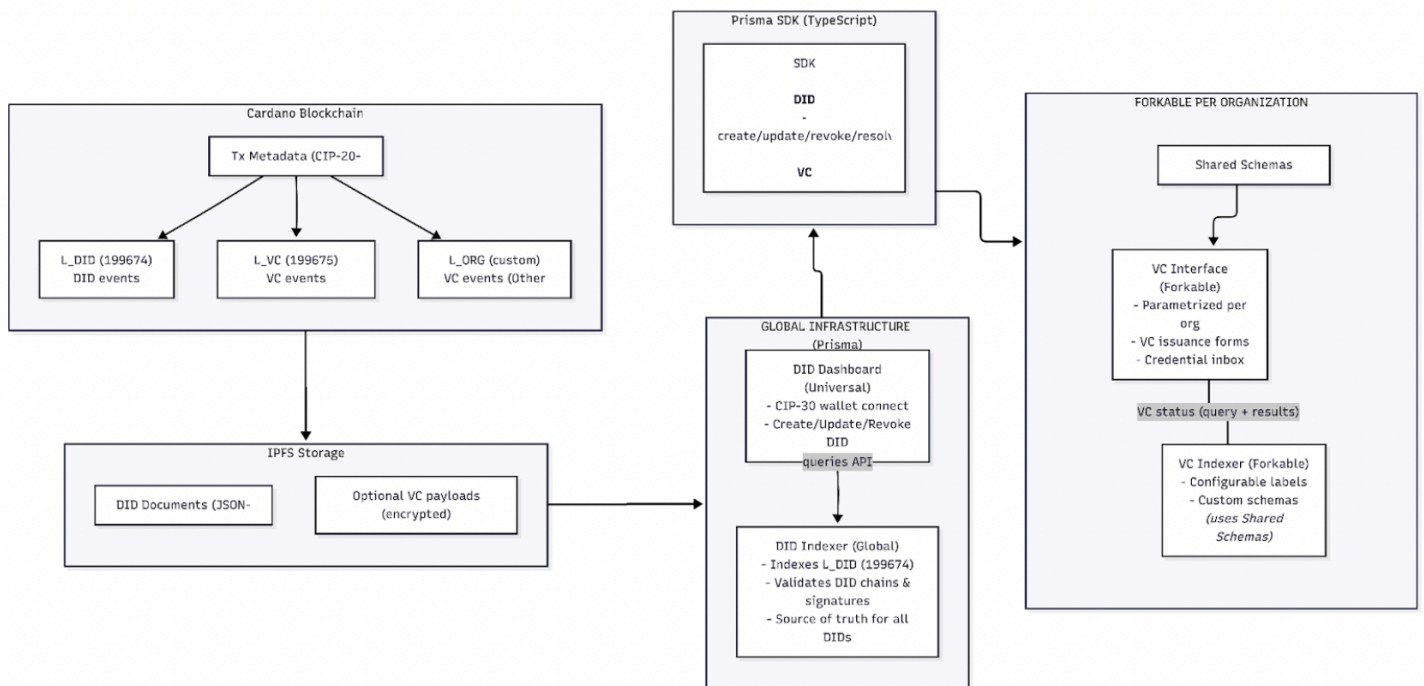 Cardano Blockchain
Tx Metadata (CIP-20-
L_DID (199674)
DID events
L_VC (199675)
VC events
L_ORG (custom)
VC events (Other
IPFS Storage
DID Documents (JSON-
Optional VC payloads
(encrypted)
Prisma SDK (TypeScript)
SDK
DID
-
create/update/revoke/resol
VC
GLOBAL INFRASTRUCTURE
(Prisma)
DID Dashboard
(Universal)
- CIP-30 wallet connect
- Create/Update/Revoke
DID
queries API
DID Indexer (Global)
- Indexes L_DID (199674)
- Validates DID chains &
signatures
- Source of truth for all
DIDs
FORKABLE PER ORGANIZATION
Shared Schemas
VC Interface
(Forkable)
- Parametrized per
org
- VC issuance forms
- Credential inbox
VC status (query + results)
VC Indexer (Forkable)
- Configurable labels
- Custom schemas
(uses Shared
Schemas)